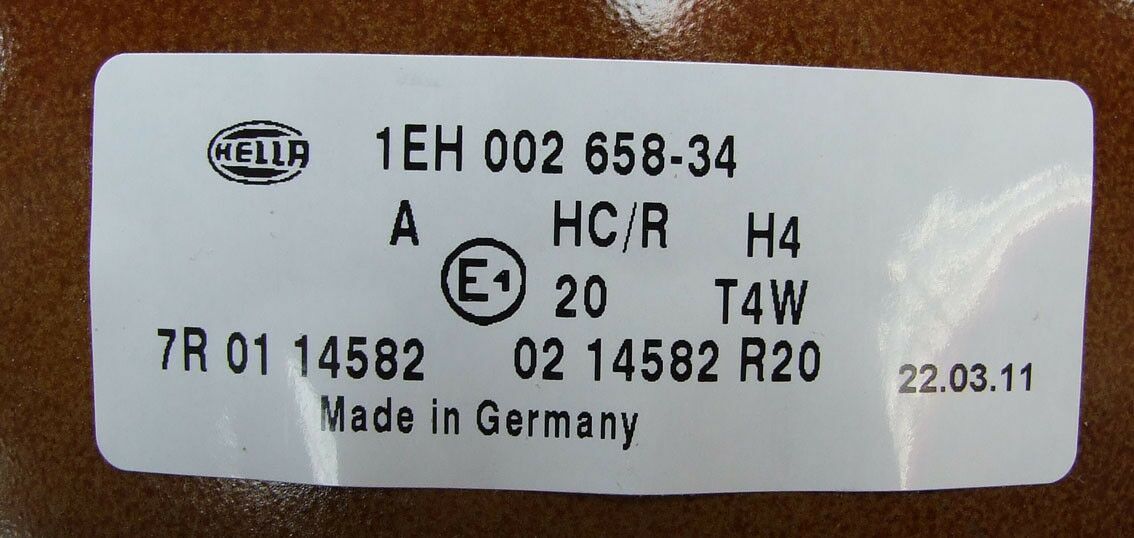 HELLA 1EH 002 658-34
A HC/R H4
E1 20 T4W
7R 01 14582 02 14582 R20 22.03.11
Made in Germany